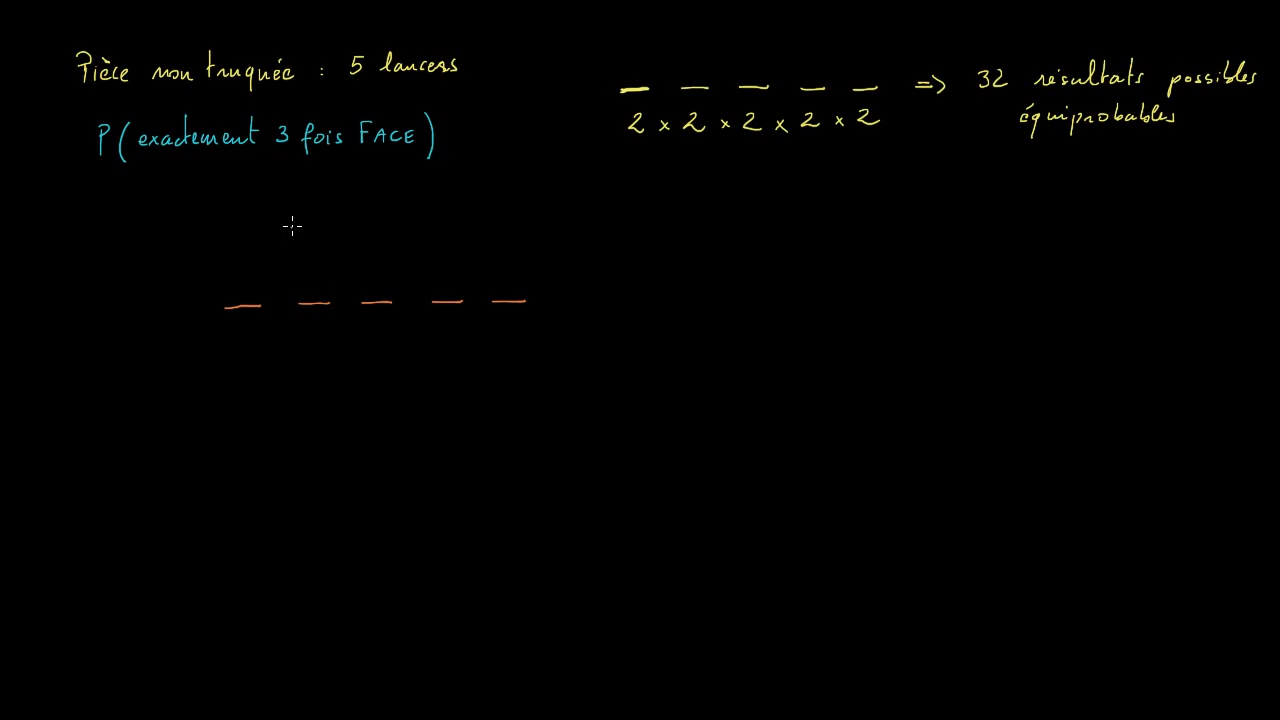 Pièce non truquée : 5 lancers
P(exactement 3 fois FACE)
_ _ _ _ _ => 32 résultats possibles
équiprobables
2 x 2 x 2 x 2 x 2
_ _ _ _ _